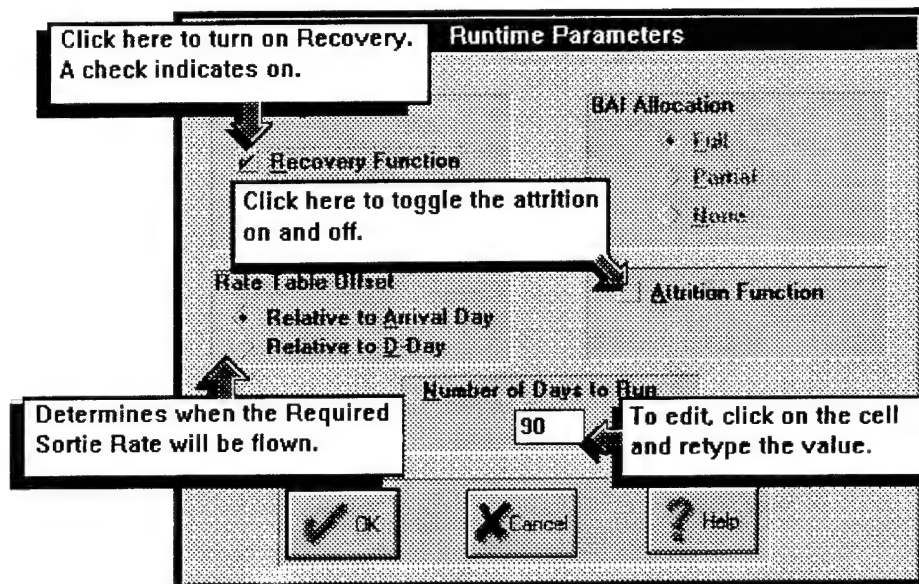 Click here to turn on Recovery.
A check indicates on.
Runtime Parameters
BAI Allocation
Full
Partial
None
Recovery Function
Click here to toggle the attrition
on and off.
Rate Table Offset
Relative to Arrival Day
Relative to D-Day
Attrition Function
Number of Days to Run
90
Determines when the Required
Sortie Rate will be flown.
To edit, click on the cell
and retype the value.
OK
Cancel
Help